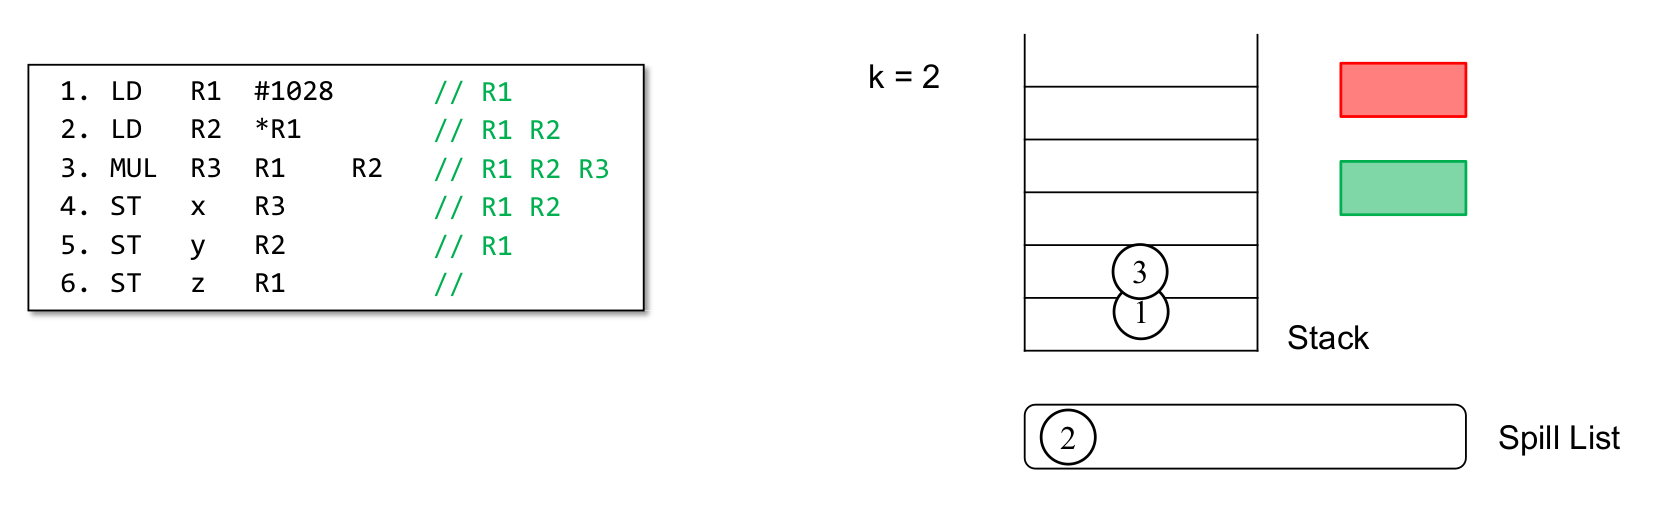 1. LD R1 #1028 // R1
2. LD R2 *R1 // R1 R2
3. MUL R3 R1 R2 // R1 R2 R3
4. ST x R3 // R1 R2
5. ST y R2 // R1
6. ST z R1 //
k = 2
3
1
Stack
2
Spill List